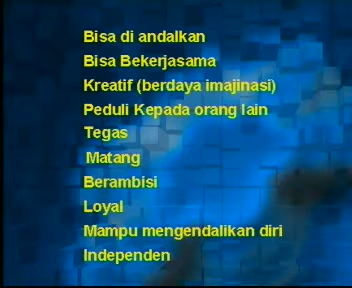 Bisa di andalkan
Bisa Bekerjasama
Kreatif (berdaya imajinasi)
Peduli Kepada orang lain
Tegas
Matang
Berambisi
Loyal
Mampu mengendalikan diri
Independen